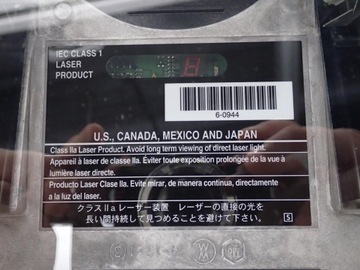 IEC CLASS 1
LASER
PRODUCT
6-0944
U.S., CANADA, MEXICO AND JAPAN
Class IIa Laser Product. Avoid long term viewing of direct laser light.
Appareil à laser de classe IIa. Éviter toute exposition prolongée de la vue à
lumière laser directe.
Producto Laser Clase IIa. Evite mirar, de manera continua, directamente
a la luz del laser.
クラスⅡaレーザー装置 レーザーの直接の光を
長い間持続して見つめることを避けて下さい。
S